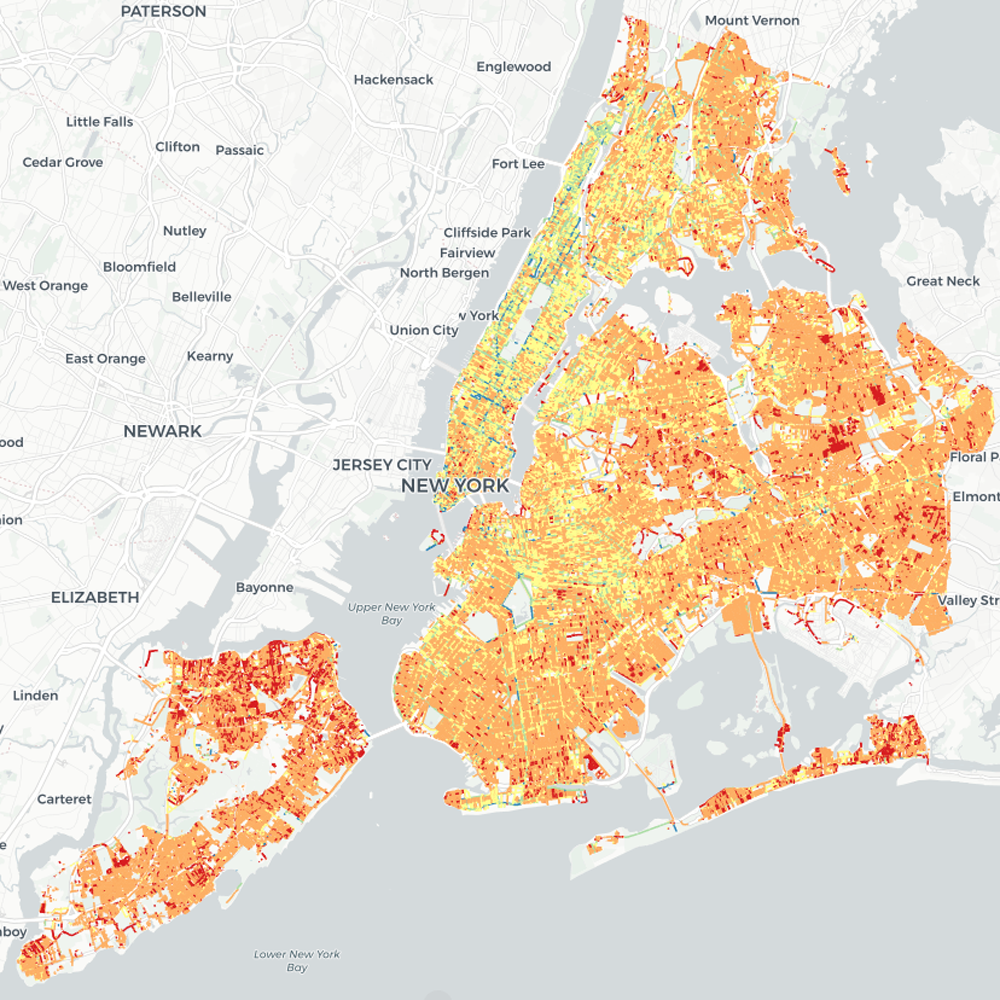 PATERSON
Mount Vernon
Englewood
Hackensack
Little Falls
Clifton
Passaic
Cedar Grove
Fort Lee
Nutley
Cliffside Park
Fairview
Bloomfield
North Bergen
West Orange
Great Neck
Belleville
w York
Union City
East Orange
Kearny
NEWARK
ood
Floral P
JERSEY CITY
NEW YORK
Elmont
ion
Bayonne
ELIZABETH
Valley Str
Upper New York
Bay
Linden
y
Carteret
e
boy
Lower New York
Bay